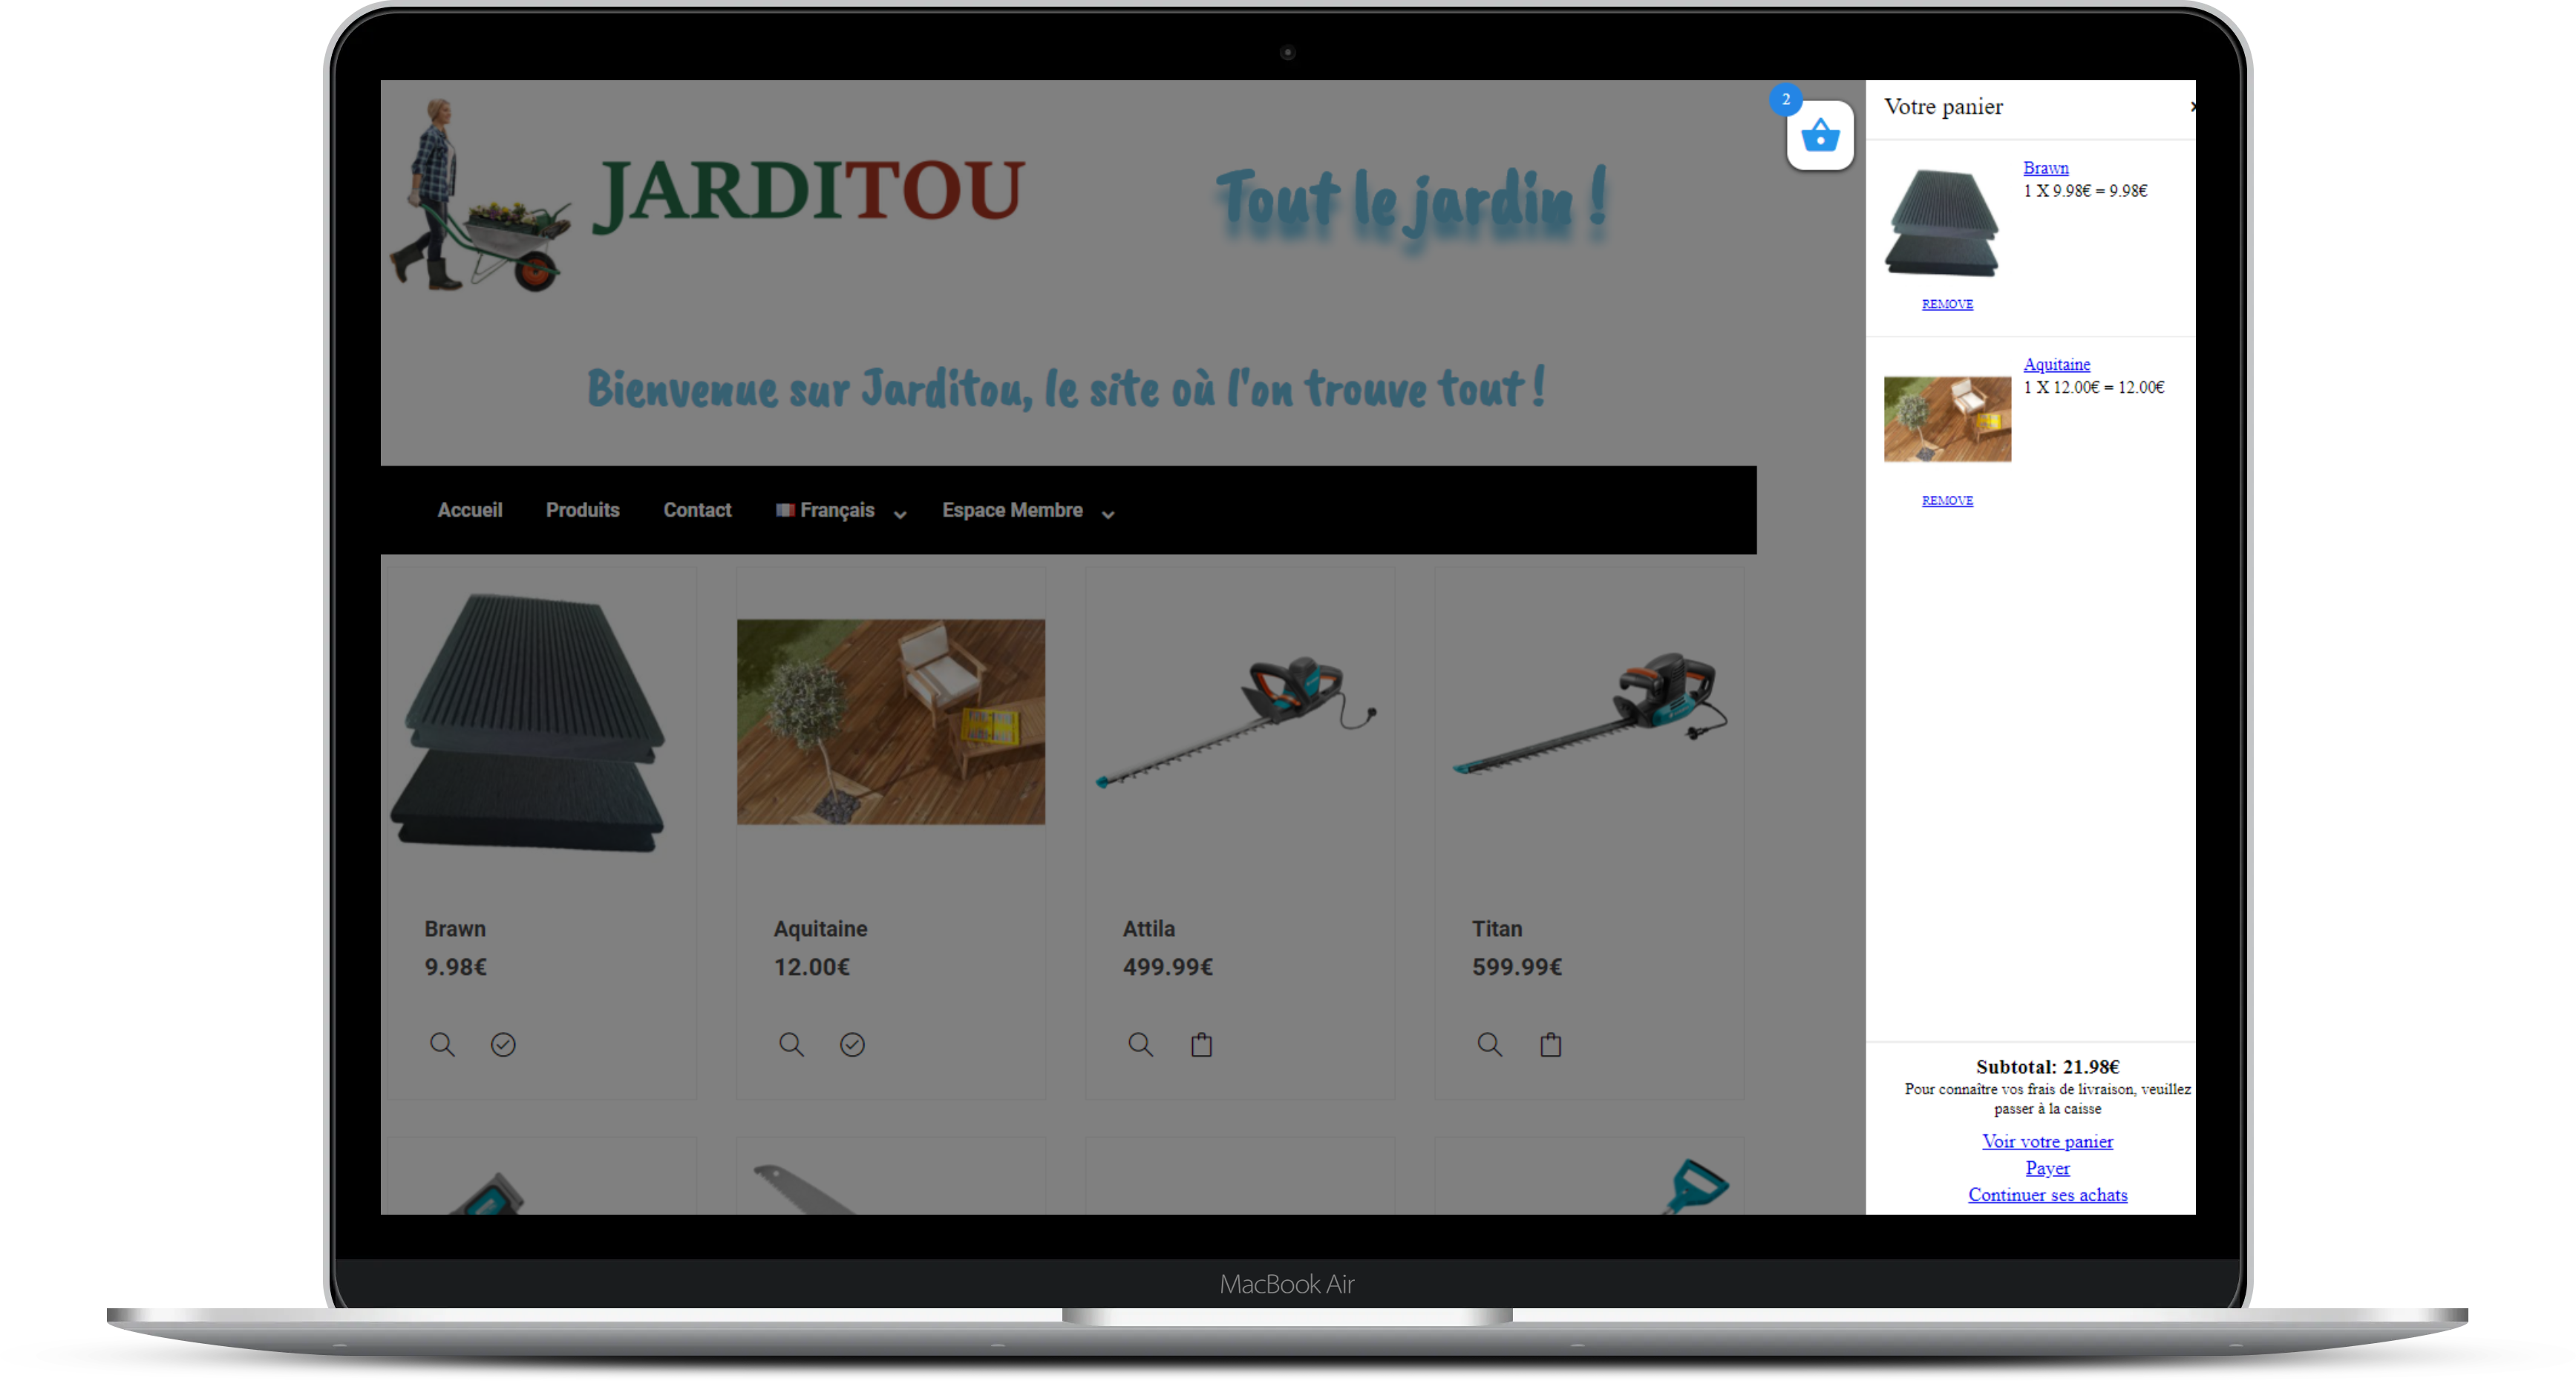 JARDITOU
Tout le jardin !
Bienvenue sur Jarditou, le site où l'on trouve tout !
Accueil Produits Contact Français Espace Membre
Brawn
9.98€
Aquitaine
12.00€
Attila
499.99€
Titan
599.99€
2
Votre panier
Brawn
1 X 9.98€ = 9.98€
REMOVE
Aquitaine
1 X 12.00€ = 12.00€
REMOVE
Subtotal: 21.98€
Pour connaître vos frais de livraison, veuillez
passer à la caisse
Voir votre panier
Payer
Continuer ses achats
MacBook Air